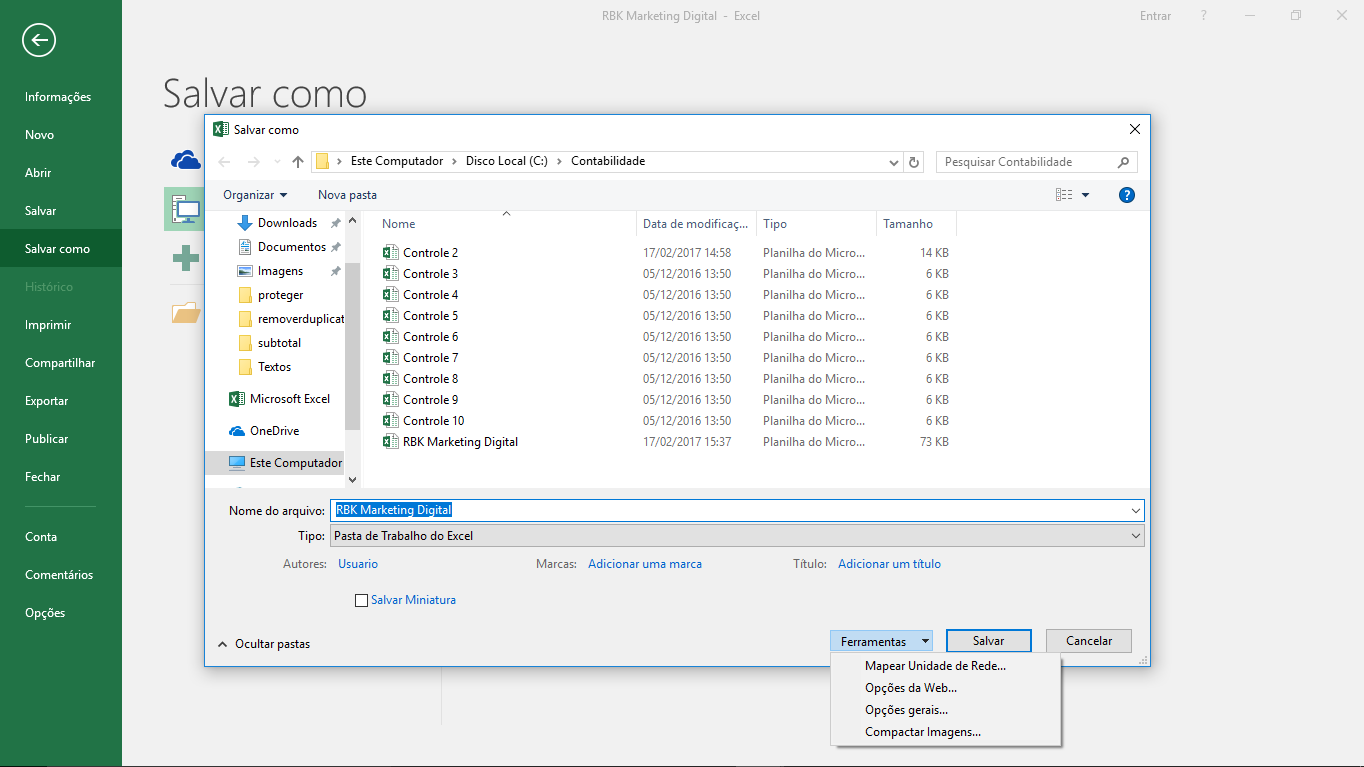 RBK Marketing Digital - Excel
Entrar ?
Informações
Novo
Abrir
Salvar
Salvar como
Histórico
Imprimir
Compartilhar
Exportar
Publicar
Fechar
Conta
Comentários
Opções
Salvar como
Salvar como
Este Computador > Disco Local (C:) > Contabilidade
Pesquisar Contabilidade
Organizar Nova pasta ?
Downloads
Documentos
Imagens
proteger
removerduplicat
subtotal
Textos
Microsoft Excel
OneDrive
Este Computador
Nome Data de modificaç... Tipo Tamanho
Controle 2 17/02/2017 14:58 Planilha do Micro... 14 KB
Controle 3 05/12/2016 13:50 Planilha do Micro... 6 KB
Controle 4 05/12/2016 13:50 Planilha do Micro... 6 KB
Controle 5 05/12/2016 13:50 Planilha do Micro... 6 KB
Controle 6 05/12/2016 13:50 Planilha do Micro... 6 KB
Controle 7 05/12/2016 13:50 Planilha do Micro... 6 KB
Controle 8 05/12/2016 13:50 Planilha do Micro... 6 KB
Controle 9 05/12/2016 13:50 Planilha do Micro... 6 KB
Controle 10 05/12/2016 13:50 Planilha do Micro... 6 KB
RBK Marketing Digital 17/02/2017 15:37 Planilha do Micro... 73 KB
Nome do arquivo: RBK Marketing Digital
Tipo: Pasta de Trabalho do Excel
Autores: Usuario Marcas: Adicionar uma marca Título: Adicionar um título
Salvar Miniatura
Ocultar pastas
Ferramentas Salvar Cancelar
Mapear Unidade de Rede...
Opções da Web...
Opções gerais...
Compactar Imagens...